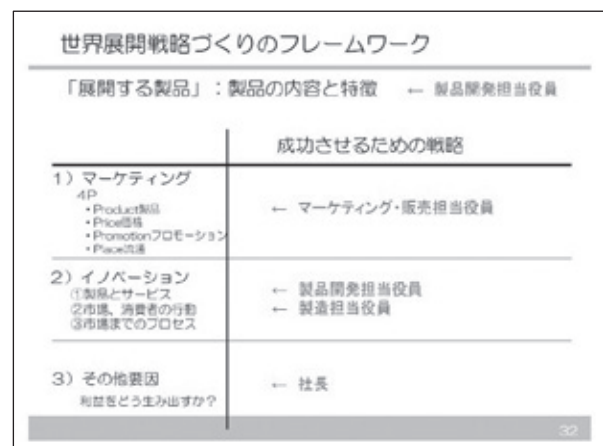 世界展開戦略づくりのフレームワーク
「展開する製品」:製品の内容と特徴 ← 製品開発担当役員
成功させるための戦略
1)マーケティング
4P
・Product製品
・Price価格
・Promotionプロモーション
・Place流通
← マーケティング・販売担当役員
2)イノベーション
①製品とサービス
②市場、消費者の行動
③市場までのプロセス
← 製品開発担当役員
← 製造担当役員
3)その他要因
利益をどう生み出すか?
← 社長
32